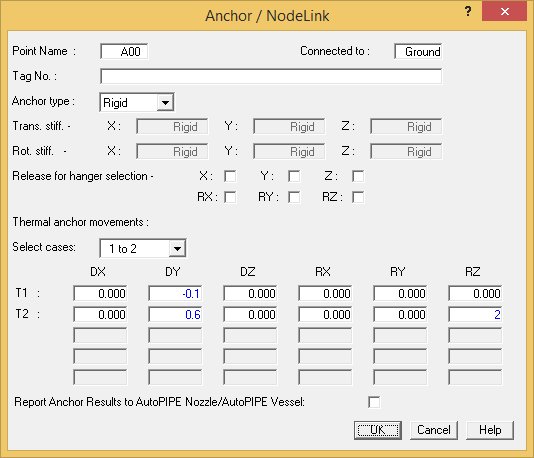 Anchor / NodeLink ? x
Point Name : A00 Connected to : Ground
Tag No. :
Anchor type : Rigid
Trans. stiff. - X : Rigid Y : Rigid Z : Rigid
Rot. stiff. - X : Rigid Y : Rigid Z : Rigid
Release for hanger selection - X : Y : Z :
RX : RY : RZ :
Thermal anchor movements :
Select cases: 1 to 2
DX DY DZ RX RY RZ
T1 : 0.000 -0.1 0.000 0.000 0.000 0.000
T2 : 0.000 0.6 0.000 0.000 0.000 2
Report Anchor Results to AutoPIPE Nozzle/AutoPIPE Vessel:
OK Cancel Help